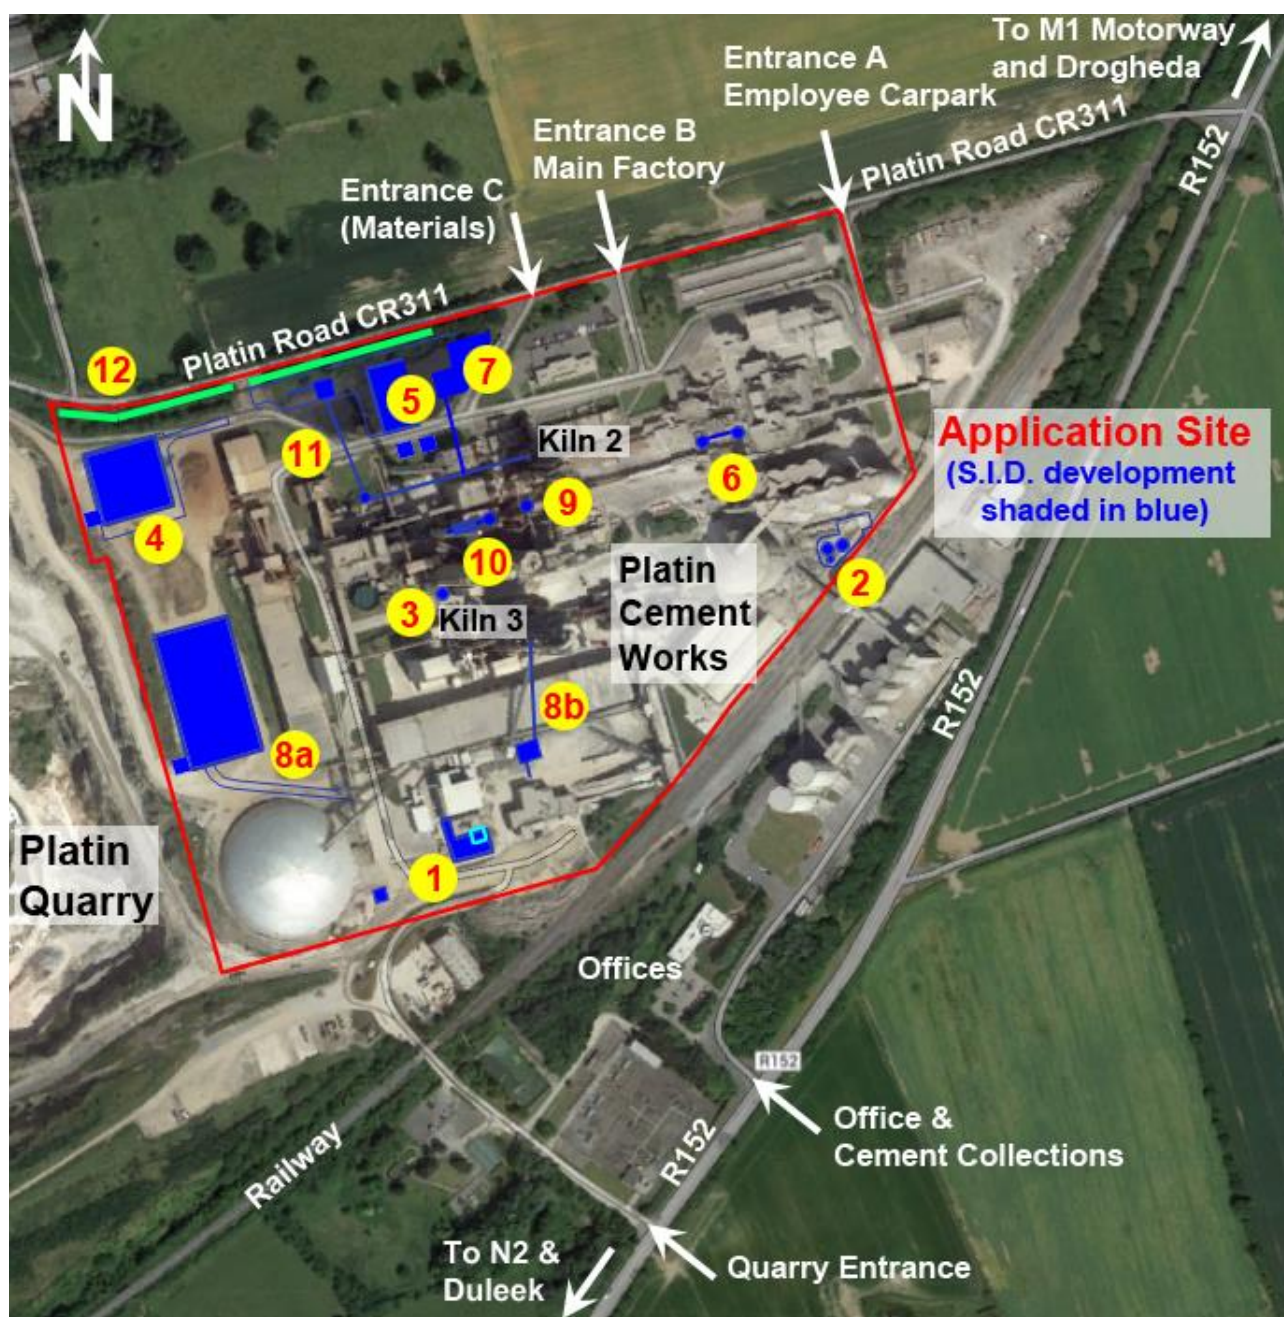 To M1 Motorway
and Drogheda
Entrance A
Employee Carpark
N
Entrance B
Main Factory
Platin Road CR311
R152
Entrance C
(Materials)
Platin Road CR311
12
7
5
Application Site
(S.I.D. development
shaded in blue)
Kiln 2
11
6
9
4
10
Platin
Cement
Works
2
3
Kiln 3
R152
8b
8a
Platin
Quarry
1
Offices
R152
Office &
Cement Collections
R152
Railway
To N2 &
Duleek
Quarry Entrance